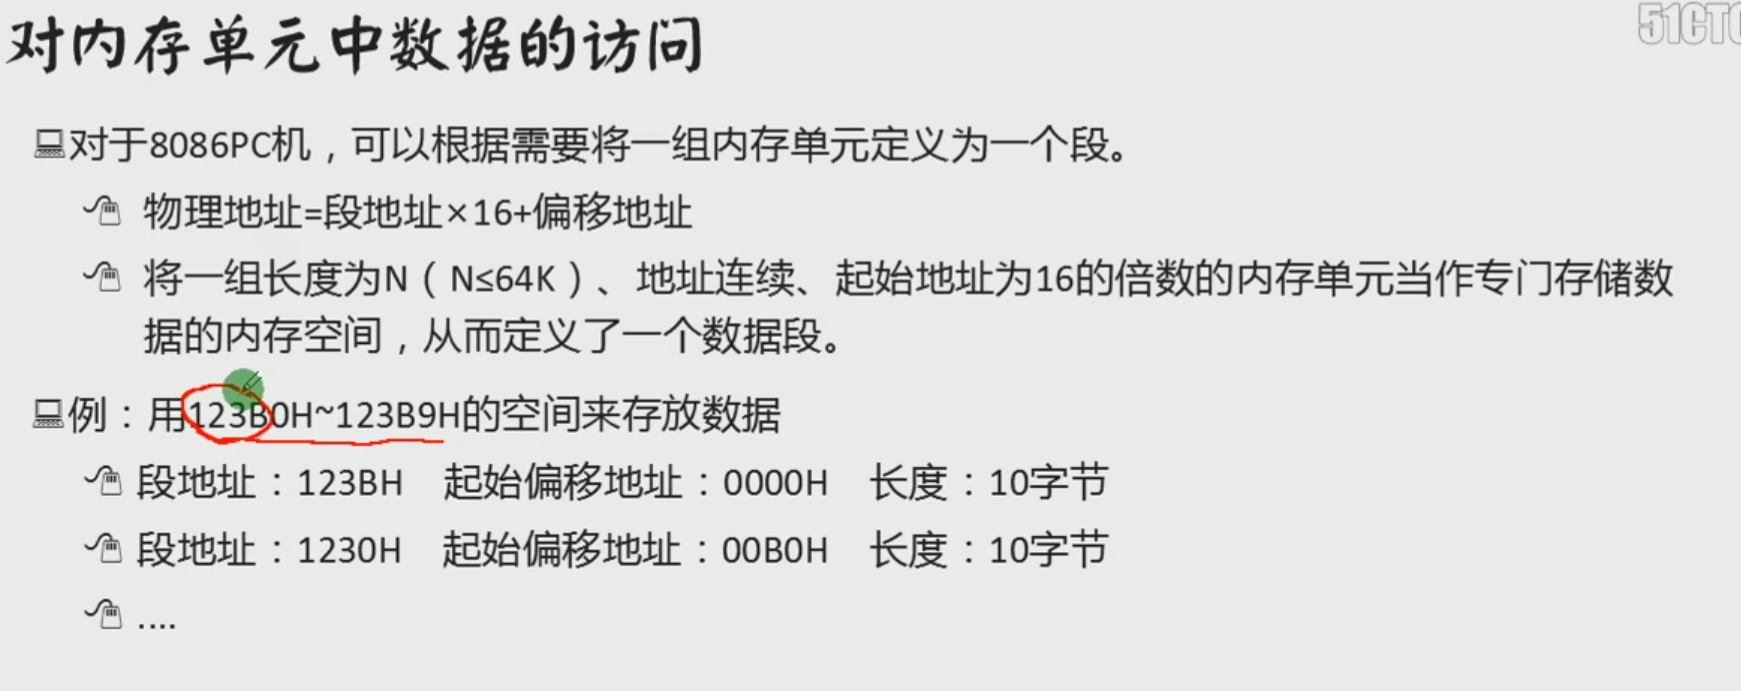 对内存单元中数据的访问
51CTO
对于8086PC机，可以根据需要将一组内存单元定义为一个段。
物理地址=段地址×16+偏移地址
将一组长度为N（N≤64K）、地址连续、起始地址为16的倍数的内存单元当作专门存储数
据的内存空间，从而定义了一个数据段。
例：用123B0H~123B9H的空间来存放数据
段地址：123BH 起始偏移地址：0000H 长度：10字节
段地址：1230H 起始偏移地址：00B0H 长度：10字节
....